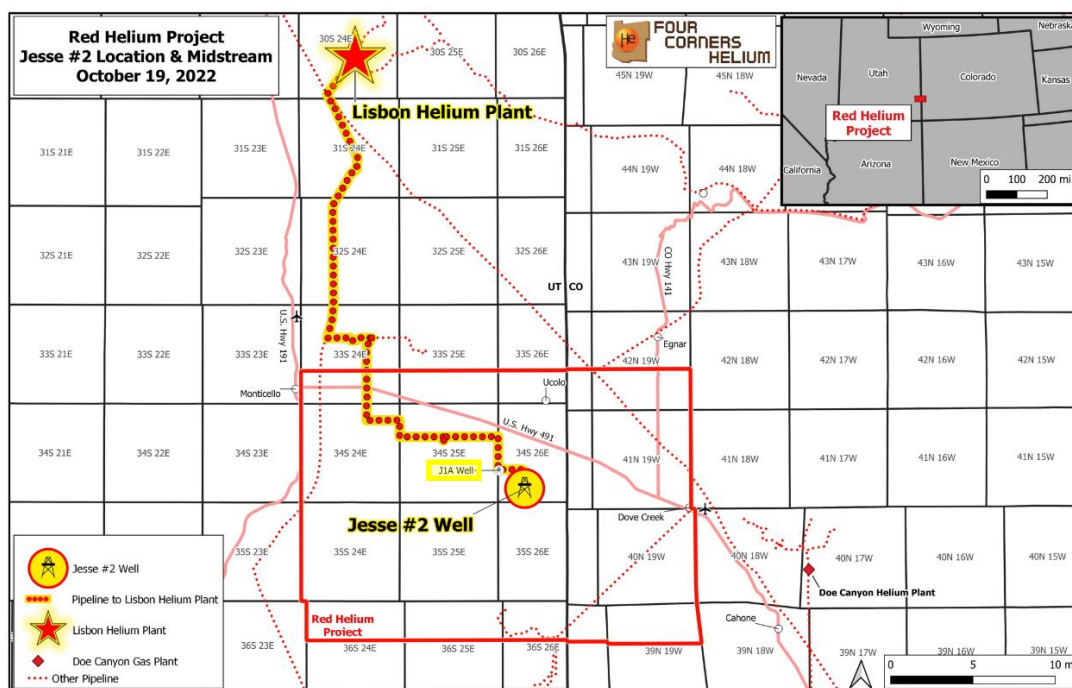 Red Helium Project
Jesse #2 Location & Midstream
October 19, 2022
He
FOUR
CORNERS
HELIUM
Wyoming
Nebraska
Nevada
Utah
Colorado
Kansas
Red Helium
Project
California
Arizona
New Mexico
0 100 200 mi
30S 24E
30S 25E
30S 26E
45N 19W
45N 18W
Lisbon Helium Plant
31S 21E
31S 22E
31S 23E
31S 24E
31S 25E
31S 26E
44N 19W
44N 18W
32S 21E
32S 22E
32S 23E
32S 24E
32S 25E
32S 26E
43N 19W
43N 18W
43N 17W
43N 16W
43N 15W
CO Hwy 141
UT CO
U.S. Hwy 191
33S 21E
33S 22E
33S 23E
33S 24E
33S 25E
33S 26E
Egnar
42N 19W
42N 18W
42N 17W
42N 16W
42N 15W
Monticello
Ucolo
U.S. Hwy 491
34S 21E
34S 22E
34S 23E
34S 24E
34S 25E
34S 26E
41N 19W
41N 18W
41N 17W
41N 16W
41N 15W
J1A Well
Jesse #2 Well
Dove Creek
35S 23E
35S 24E
35S 25E
35S 26E
40N 19W
40N 18W
40N 17W
40N 16W
40N 15W
Doe Canyon Helium Plant
Red Helium
Project
Cahone
36S 23E
36S 24E
36S 25E
36S 26E
39N 19W
39N 18W
39N 17W
39N 16W
39N 15W
Jesse #2 Well
Pipeline to Lisbon Helium Plant
Lisbon Helium Plant
Doe Canyon Gas Plant
Other Pipeline
0 5 10 m